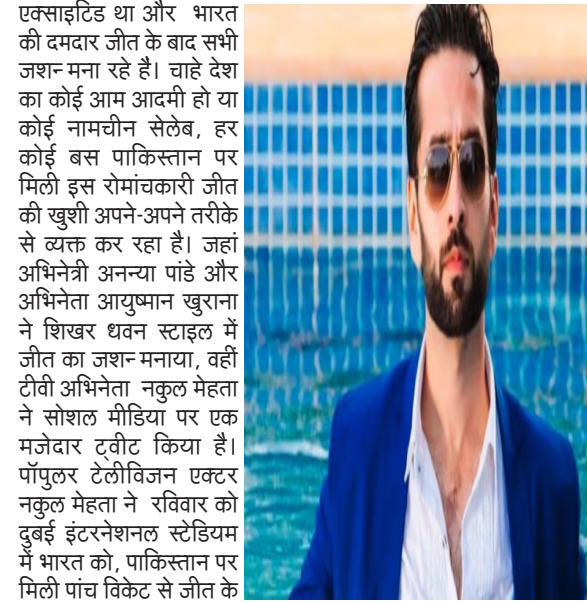 एक्साइटिड था और भारत
की दमदार जीत के बाद सभी
जशन मना रहे हैं। चाहे देश
का कोई आम आदमी हो या
कोई नामचीन सेलेब, हर
कोई बस पाकिस्तान पर
मिली इस रोमांचकारी जीत
की खुशी अपने-अपने तरीके
से व्यक्त कर रहा है। जहां
अभिनेत्री अनन्या पांडे और
अभिनेता आयुष्मान खुराना
ने शिखर धवन स्टाइल में
जीत का जशन मनाया, वहीं
टीवी अभिनेता नकुल मेहता
ने सोशल मीडिया पर एक
मजेदार ट्वीट किया है।
पॉपुलर टेलीविजन एक्टर
नकुल मेहता ने रविवार को
दुबई इंटरनेशनल स्टेडियम
में भारत को, पाकिस्तान पर
मिली पांच विकेट से जीत के